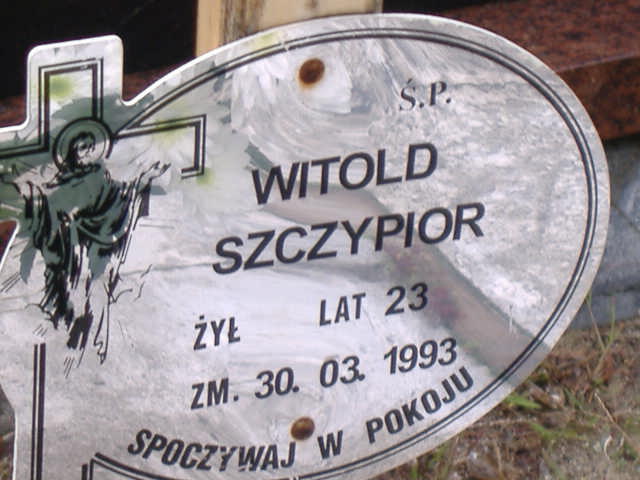 Ś.P.
WITOLD
SZCZYPIOR
ŻYŁ LAT 23
ZM. 30. 03. 1993
SPOCZYWAJ W POKOJU